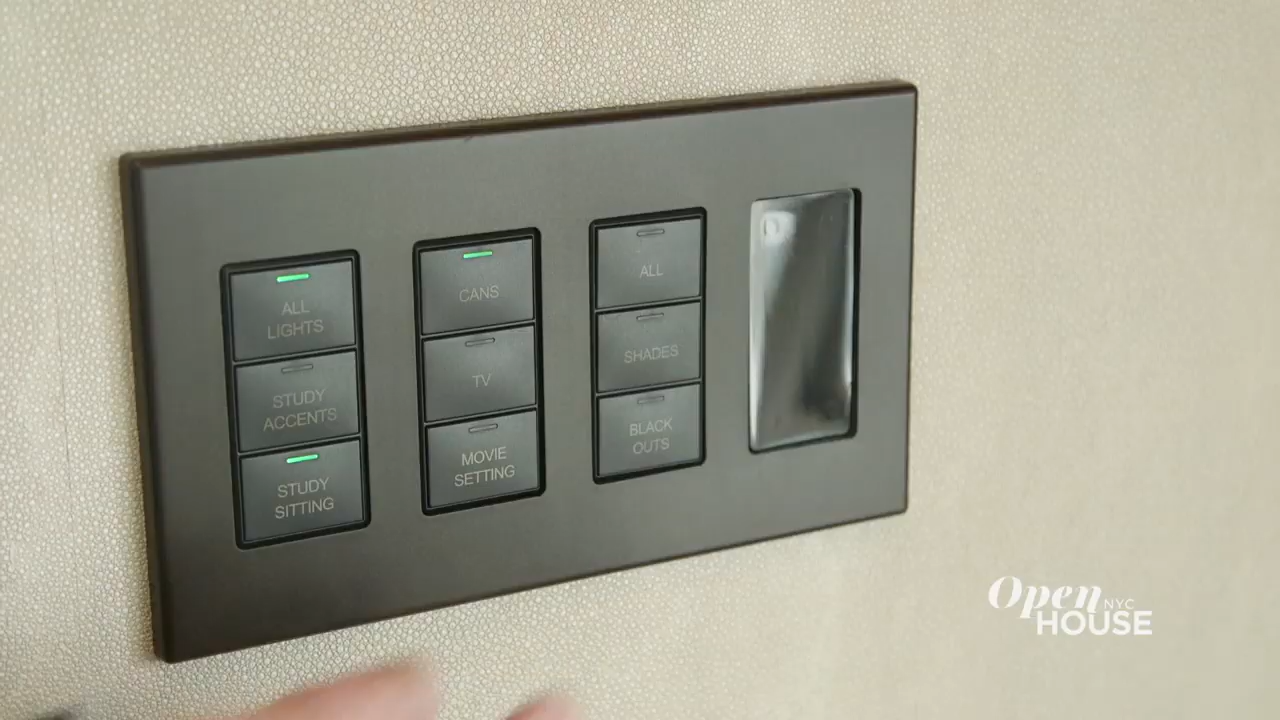 ALL
LIGHTS
STUDY
ACCENTS
STUDY
SITTING
CANS
TV
MOVIE
SETTING
ALL
SHADES
BLACK
OUTS
Open NYC
HOUSE